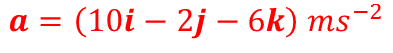 a = (10i − 2j − 6k) ms⁻²